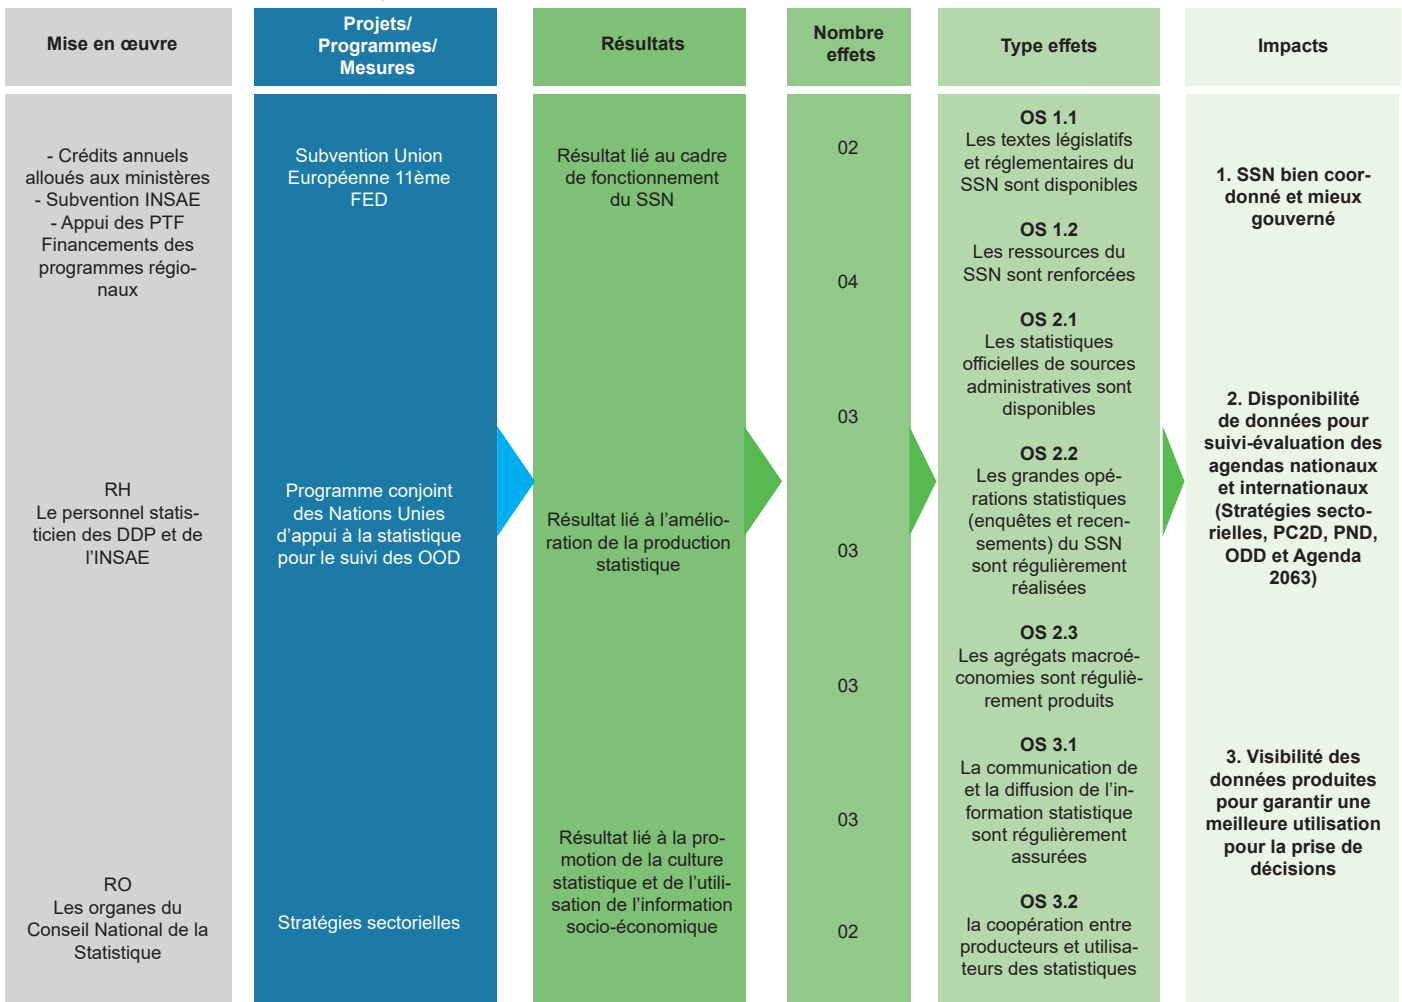 Mise en œuvre
Projets/
Programmes/
Mesures
Résultats
Nombre
effets
Type effets
Impacts
- Crédits annuels
alloués aux ministères
- Subvention INSAE
- Appui des PTF
Financements des
programmes régio-
naux
RH
Le personnel statis-
ticien des DDP et de
l’INSAE
RO
Les organes du
Conseil National de la
Statistique
Subvention Union
Européenne 11ème
FED
Programme conjoint
des Nations Unies
d’appui à la statistique
pour le suivi des OOD
Stratégies sectorielles
Résultat lié au cadre
de fonctionnement
du SSN
Résultat lié à l’amélio-
ration de la production
statistique
Résultat lié à la pro-
motion de la culture
statistique et de l’utili-
sation de l’information
socio-économique
02
04
03
03
03
03
02
OS 1.1
Les textes législatifs
et réglementaires du
SSN sont disponibles
OS 1.2
Les ressources du
SSN sont renforcées
OS 2.1
Les statistiques
officielles de sources
administratives sont
disponibles
OS 2.2
Les grandes opé-
rations statistiques
(enquêtes et recen-
sements) du SSN
sont régulièrement
réalisées
OS 2.3
Les agrégats macroé-
conomies sont réguliè-
rement produits
OS 3.1
La communication de
et la diffusion de l’in-
formation statistique
sont régulièrement
assurées
OS 3.2
la coopération entre
producteurs et utilisa-
teurs des statistiques
1. SSN bien coor-
donné et mieux
gouverné
2. Disponibilité
de données pour
suivi-évaluation des
agendas nationaux
et internationaux
(Stratégies secto-
rielles, PC2D, PND,
ODD et Agenda
2063)
3. Visibilité des
données produites
pour garantir une
meilleure utilisation
pour la prise de
décisions